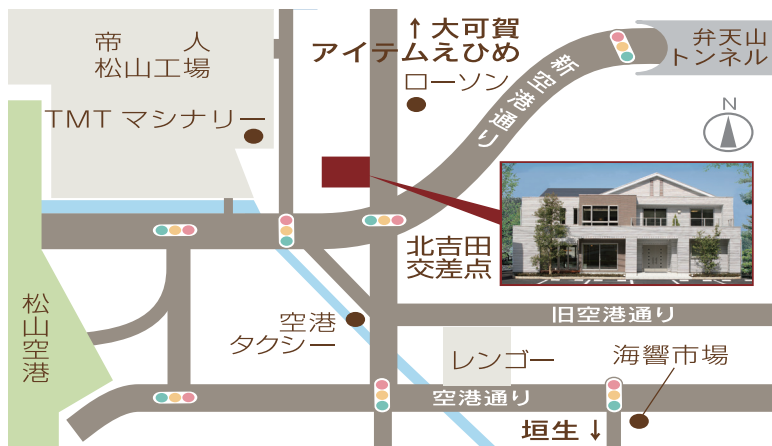 帝　人
松山工場
TMT マシナリー
↑大可賀
アイテムえひめ
ローソン
新空港通り
弁天山
トンネル
N
北吉田
交差点
松山空港
空港
タクシー
旧空港通り
レンゴー
海響市場
空港通り
垣生↓